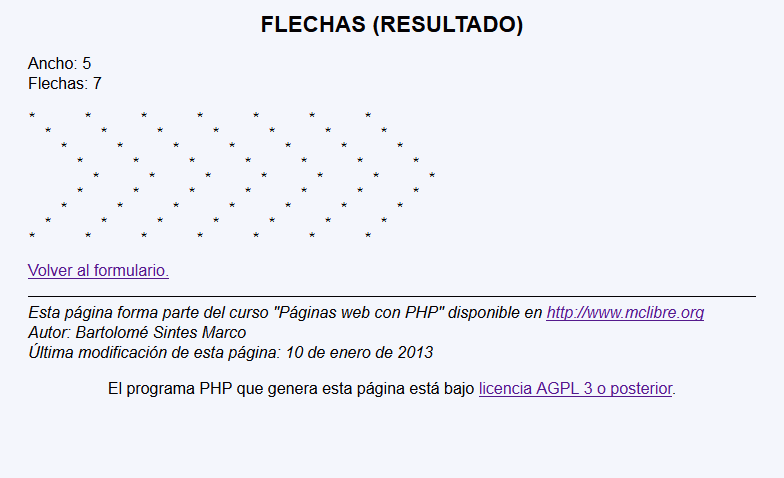 FLECHAS (RESULTADO)
Ancho: 5
Flechas: 7
*      *      *      *      *      *      *
  *      *      *      *      *      *      *
    *      *      *      *      *      *      *
      *      *      *      *      *      *      *
        *      *      *      *      *      *      *
      *      *      *      *      *      *      *
    *      *      *      *      *      *      *
  *      *      *      *      *      *      *
*      *      *      *      *      *      *
Volver al formulario.
Esta página forma parte del curso "Páginas web con PHP" disponible en http://www.mclibre.org
Autor: Bartolomé Sintes Marco
Última modificación de esta página: 10 de enero de 2013
El programa PHP que genera esta página está bajo licencia AGPL 3 o posterior.